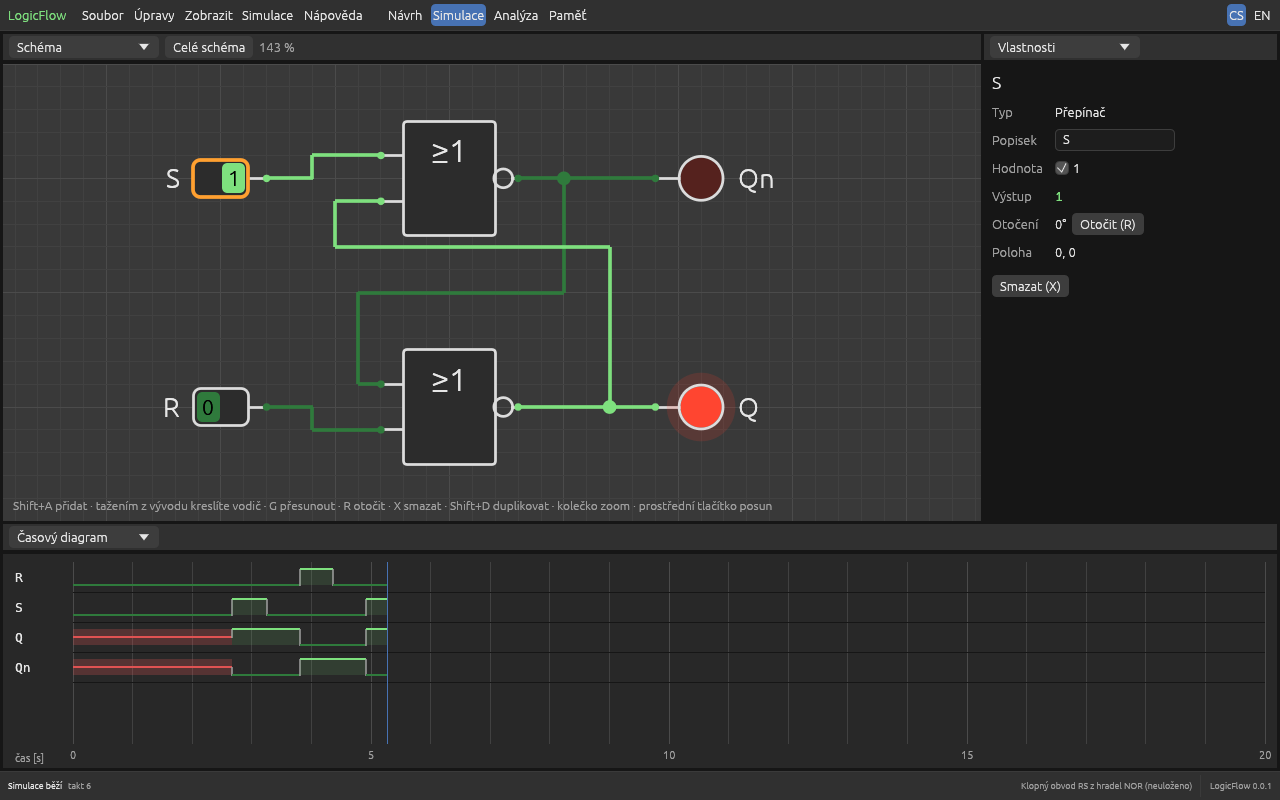 LogicFlow Soubor Úpravy Zobrazit Simulace Nápověda Návrh Simulace Analýza Paměť CS EN
Schéma Celé schéma 143 % Vlastnosti
S
Typ Přepínač
Popisek S
Hodnota 1
Výstup 1
Otočení 0° Otočit (R)
Poloha 0, 0
Smazat (X)
≥1
S 1 Qn
≥1
R 0 Q
Shift+A přidat · tažením z vývodu kreslíte vodič · G přesunout · R otočit · X smazat · Shift+D duplikovat · kolečko zoom · prostřední tlačítko posun
Časový diagram
R
S
Q
Qn
čas [s] 0 5 10 15 20
Simulace běží takt 6 Klopný obvod RS z hradel NOR (neuloženo) LogicFlow 0.0.1